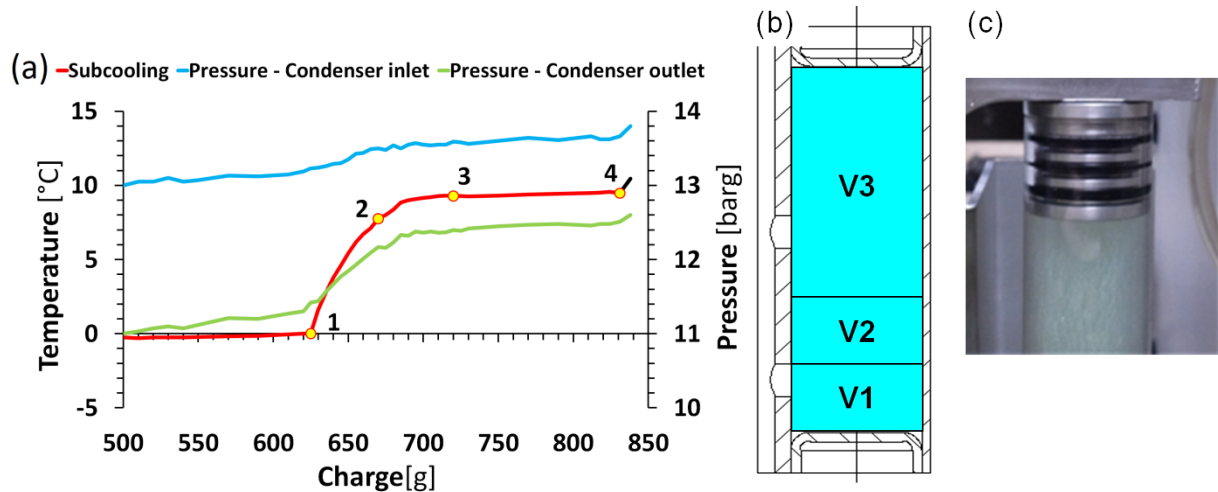 (a) Subcooling Pressure - Condenser inlet Pressure - Condenser outlet
15
10
5
0
-5
Temperature [°C]
14
13
12
11
10
Pressure [barg]
1
2
3
4
500 550 600 650 700 750 800 850
Charge[g]
(b)
V3
V2
V1
(c)